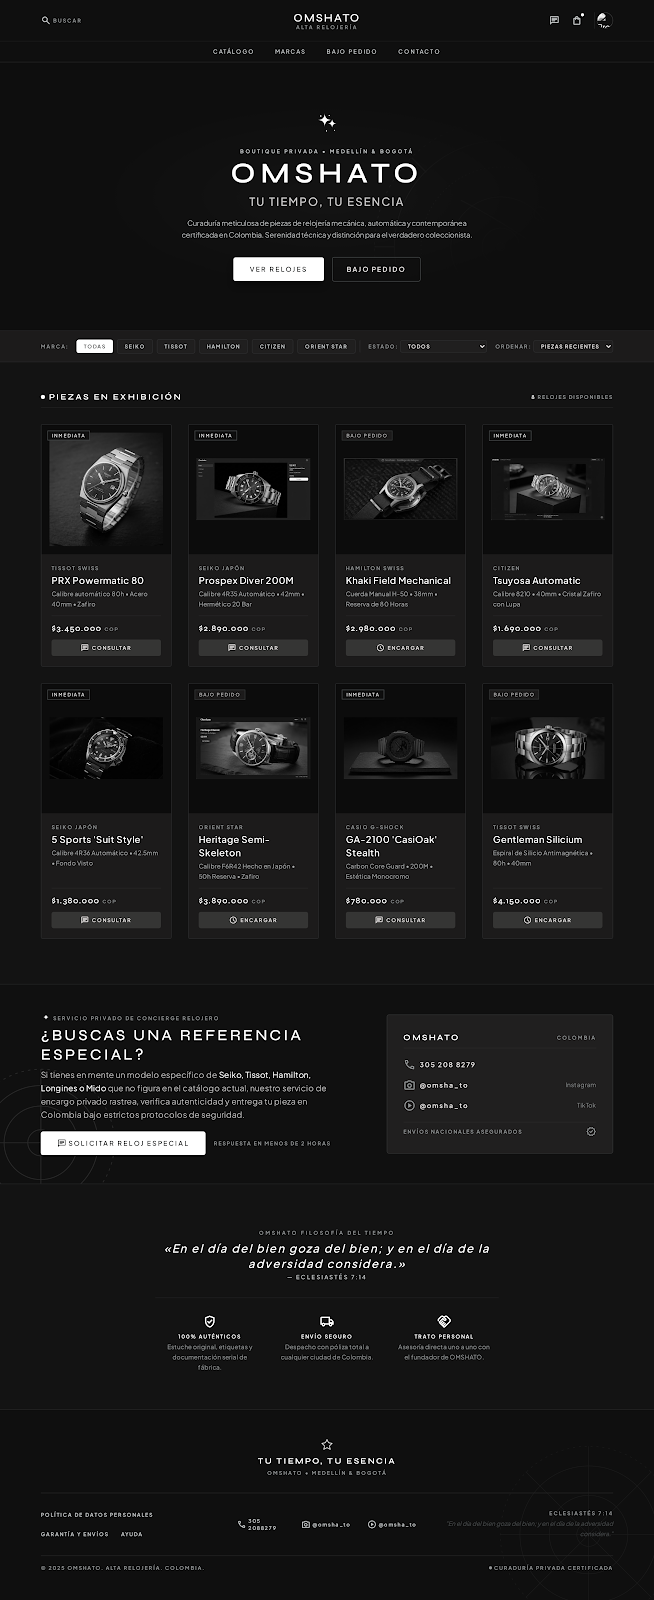 BUSCAR
OMSHATO
ALTA RELOJERÍA
CATÁLOGO MARCAS BAJO PEDIDO CONTACTO
BOUTIQUE PRIVADA • MEDELLÍN & BOGOTÁ
OMSHATO
TU TIEMPO, TU ESENCIA
Curaduría meticulosa de piezas de relojería mecánica, automática y contemporánea
certificada en Colombia. Serenidad técnica y distinción para el verdadero coleccionista.
VER RELOJES BAJO PEDIDO
MARCA: TODAS SEIKO TISSOT HAMILTON CITIZEN ORIENT STAR ESTADO: TODOS ORDENAR: PIEZAS RECIENTES
PIEZAS EN EXHIBICIÓN
8 RELOJES DISPONIBLES
INMEDIATA
TISSOT SWISS
PRX Powermatic 80
Calibre automático 80h • Acero
40mm • Zafiro
$3.450.000 COP
CONSULTAR
INMEDIATA
SEIKO JAPÓN
Prospex Diver 200M
Calibre 4R35 Automático • 42mm •
Hermético 20 Bar
$2.890.000 COP
CONSULTAR
BAJO PEDIDO
HAMILTON SWISS
Khaki Field Mechanical
Cuerda Manual H-50 • 38mm •
Reserva de 80 Horas
$2.980.000 COP
ENCARGAR
INMEDIATA
CITIZEN
Tsuyosa Automatic
Calibre 8210 • 40mm • Cristal Zafiro
con Lupa
$1.690.000 COP
CONSULTAR
INMEDIATA
SEIKO JAPÓN
5 Sports 'Suit Style'
Calibre 4R36 Automático • 42.5mm
• Fondo Visto
$1.380.000 COP
CONSULTAR
BAJO PEDIDO
ORIENT STAR
Heritage Semi-
Skeleton
Calibre F6R42 Hecho en Japón •
50h Reserva • Zafiro
$3.890.000 COP
ENCARGAR
INMEDIATA
CASIO G-SHOCK
GA-2100 'CasiOak'
Stealth
Carbon Core Guard • 200M •
Estética Monocromo
$780.000 COP
CONSULTAR
BAJO PEDIDO
TISSOT SWISS
Gentleman Silicium
Espiral de Silicio Antimagnética •
80h • 40mm
$4.150.000 COP
ENCARGAR
SERVICIO PRIVADO DE CONCIERGE RELOJERO
¿BUSCAS UNA REFERENCIA
ESPECIAL?
Si tienes en mente un modelo específico de Seiko, Tissot, Hamilton,
Longines o Mido que no figura en el catálogo actual, nuestro servicio de
encargo privado rastrea, verifica autenticidad y entrega tu pieza en
Colombia bajo estrictos protocolos de seguridad.
SOLICITAR RELOJ ESPECIAL RESPUESTA EN MENOS DE 2 HORAS
OMSHATO COLOMBIA
305 208 8279
@omsha_to Instagram
@omsha_to TikTok
ENVÍOS NACIONALES ASEGURADOS
OMSHATO FILOSOFÍA DEL TIEMPO
«En el día del bien goza del bien; y en el día de la
adversidad considera.»
— ECLESIASTÉS 7:14
100% AUTÉNTICOS
Estuche original, etiquetas y
documentación serial de
fábrica.
ENVÍO SEGURO
Despacho con póliza total a
cualquier ciudad de Colombia.
TRATO PERSONAL
Asesoría directa uno a uno con
el fundador de OMSHATO.
TU TIEMPO, TU ESENCIA
OMSHATO • MEDELLÍN & BOGOTÁ
POLÍTICA DE DATOS PERSONALES
GARANTÍA Y ENVÍOS AYUDA
305
2088279
@omsha_to
@omsha_to
ECLESIASTÉS 7:14
"En el día del bien goza del bien; y en el día de la adversidad
considera."
© 2025 OMSHATO. ALTA RELOJERÍA. COLOMBIA.
CURADURÍA PRIVADA CERTIFICADA